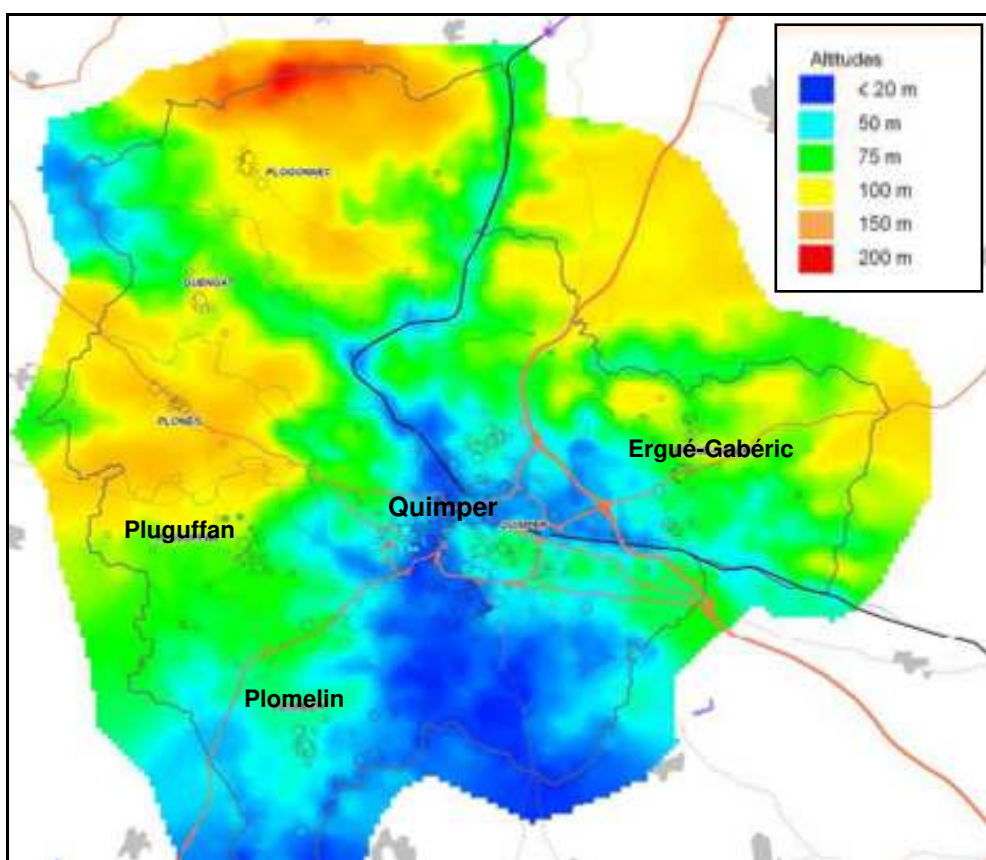 Altitudes
< 20 m
50 m
75 m
100 m
150 m
200 m
PLOGONNEC
GUENGAT
PLONEIS
Ergué-Gabéric
Quimper
QUIMPER
Pluguffan
Plomelin